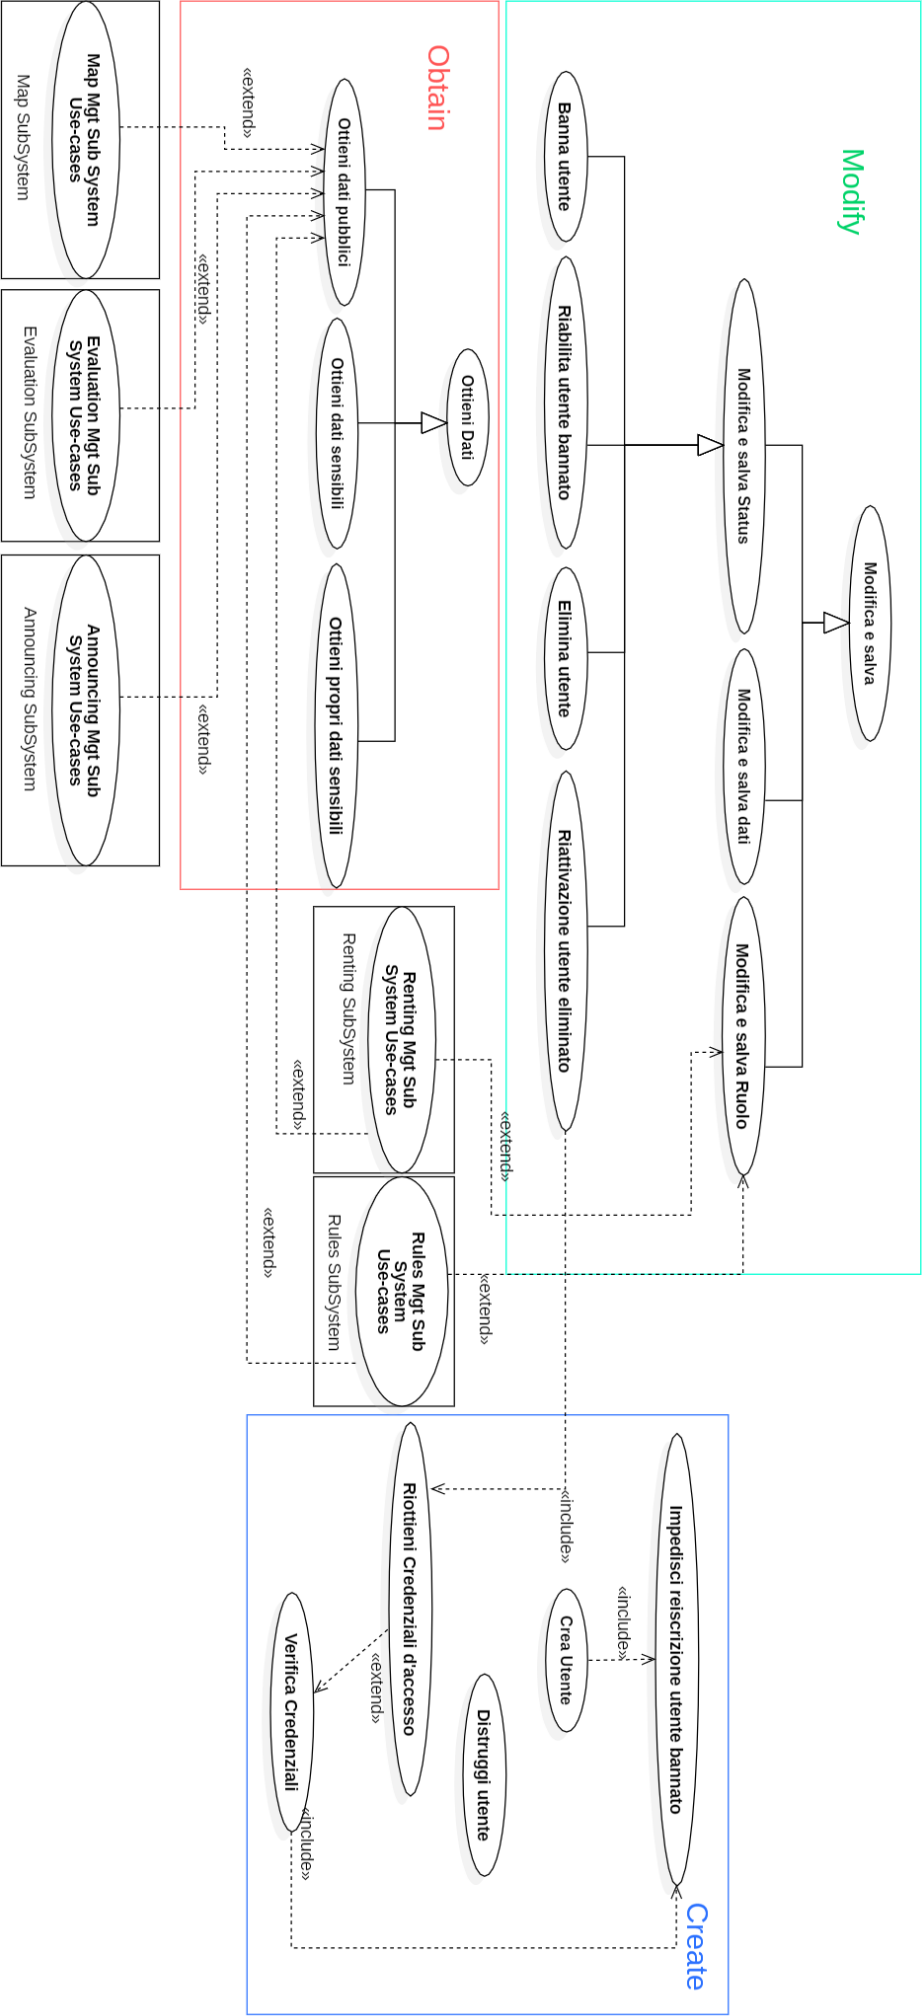 Modify
Modifica e salva
Modifica e salva Status
Modifica e salva dati
Modifica e salva Ruolo
Banna utente
Riabilita utente bannato
Elimina utente
Riattivazione utente eliminato
Obtain
Ottieni Dati
Ottieni dati pubblici
Ottieni dati sensibili
Ottieni propri dati sensibili
«extend»
«extend»
«extend»
«extend»
«extend»
«extend»
«extend»
Map Mgt Sub System
Use-cases
Map SubSystem
Evaluation Mgt Sub
System Use-cases
Evaluation SubSystem
Announcing Mgt Sub
System Use-cases
Announcing SubSystem
Renting Mgt Sub
System Use-cases
Renting SubSystem
Rules Mgt Sub
System
Use-cases
Rules SubSystem
Create
Impedisci reiscrizione utente bannato
«include»
«include»
Crea Utente
Distruggi utente
Riottieni Credenziali d'accesso
«extend»
Verifica Credenziali
«include»